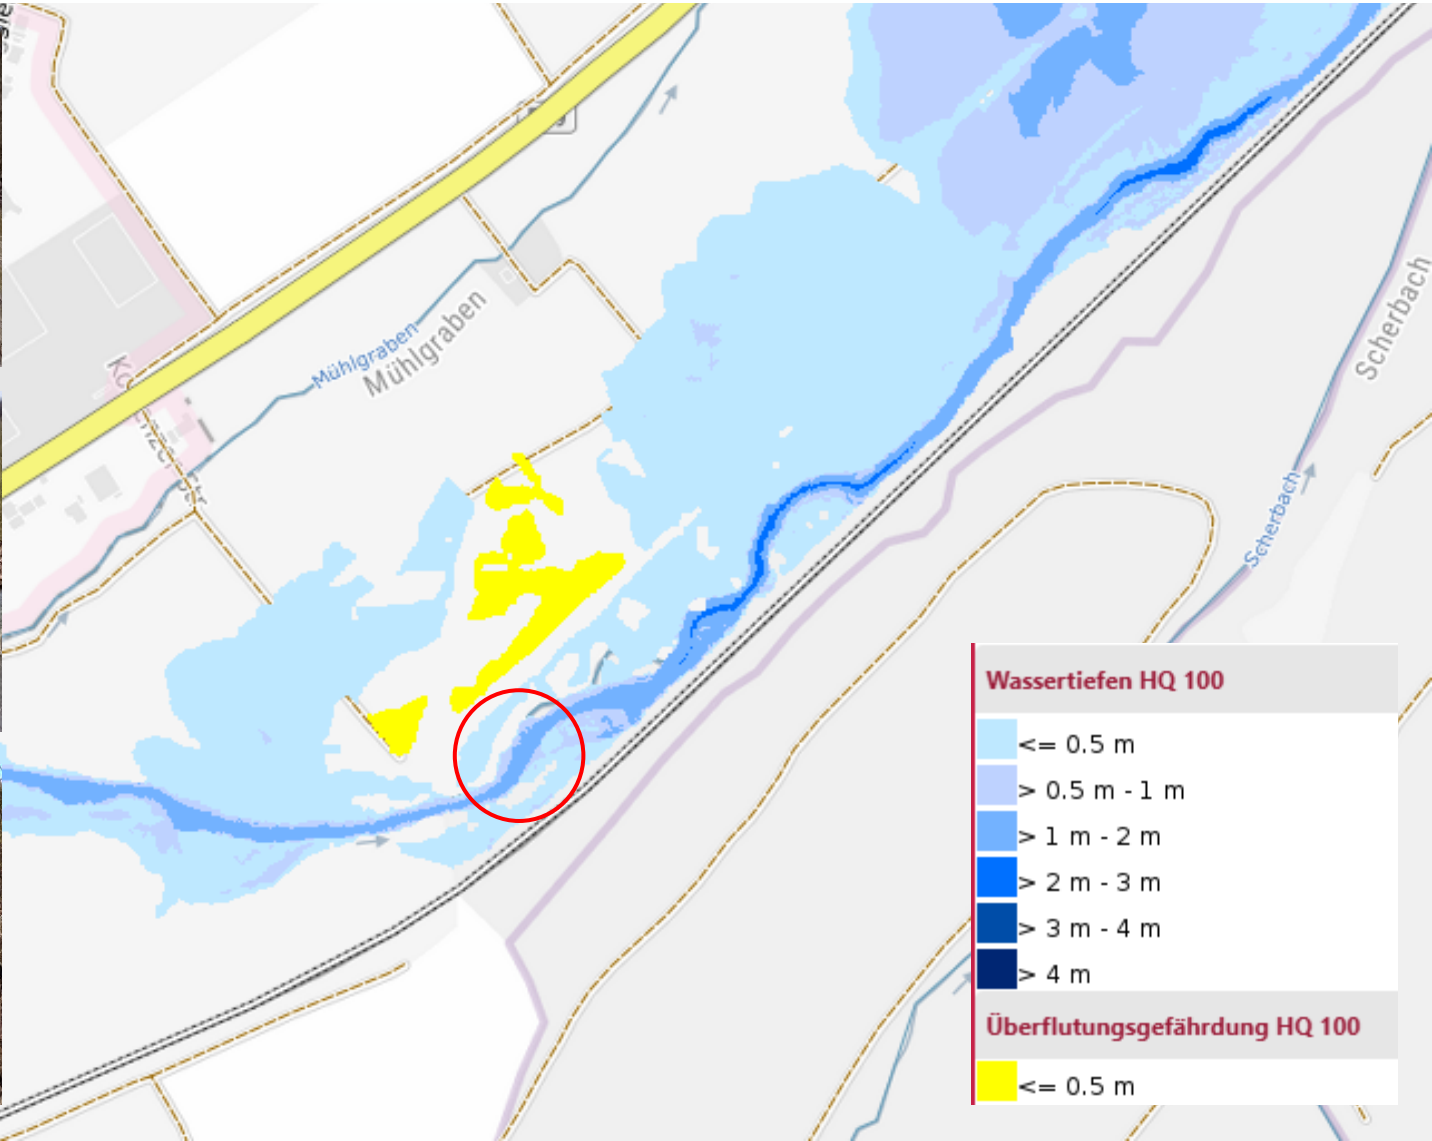 Mühlgraben
Mühlgraben
Scherbach
Scherbach
Wassertiefen HQ 100
<= 0.5 m
> 0.5 m - 1 m
> 1 m - 2 m
> 2 m - 3 m
> 3 m - 4 m
> 4 m
Überflutungsgefährdung HQ 100
<= 0.5 m